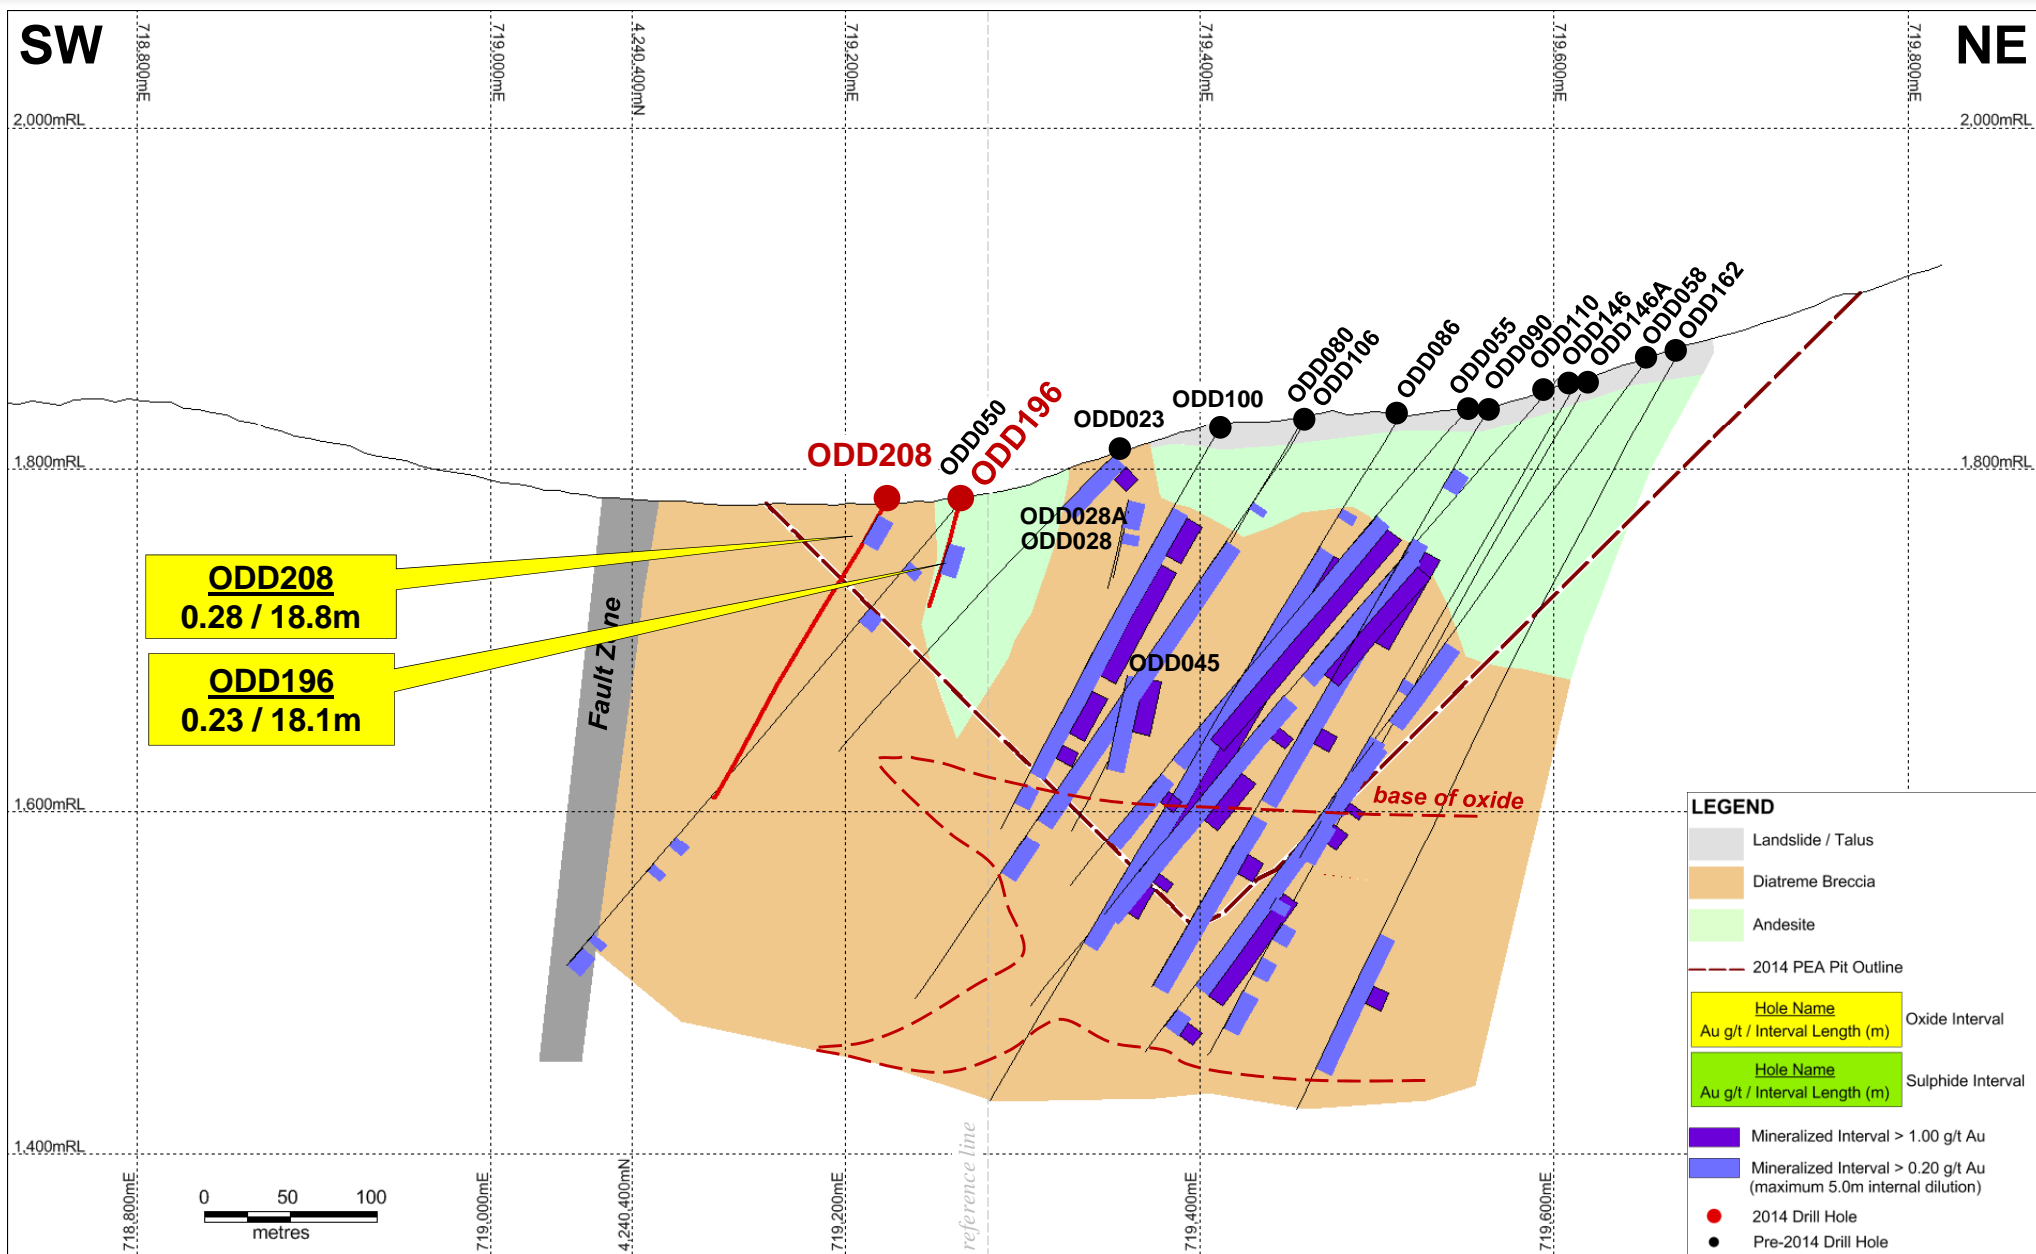 SW
NE
718,800mE
719,000mE
4,240,400mN
719,200mE
719,400mE
719,600mE
719,800mE
2,000mRL
2,000mRL
ODD080
ODD106
ODD086
ODD055
ODD090
ODD110
ODD146
ODD146A
ODD058
ODD162
ODD100
ODD023
ODD050
ODD196
ODD208
1,800mRL
1,800mRL
ODD028A
ODD028
ODD208
0.28 / 18.8m
ODD196
0.23 / 18.1m
Fault Zone
ODD045
base of oxide
1,600mRL
1,400mRL
LEGEND
Landslide / Talus
Diatreme Breccia
Andesite
2014 PEA Pit Outline
Hole Name
Au g/t / Interval Length (m)
Oxide Interval
Hole Name
Au g/t / Interval Length (m)
Sulphide Interval
Mineralized Interval > 1.00 g/t Au
Mineralized Interval > 0.20 g/t Au
(maximum 5.0m internal dilution)
2014 Drill Hole
Pre-2014 Drill Hole
reference line
0 50 100
metres
718,800mE
719,000mE
4,240,400mN
719,200mE
719,400mE
719,600mE